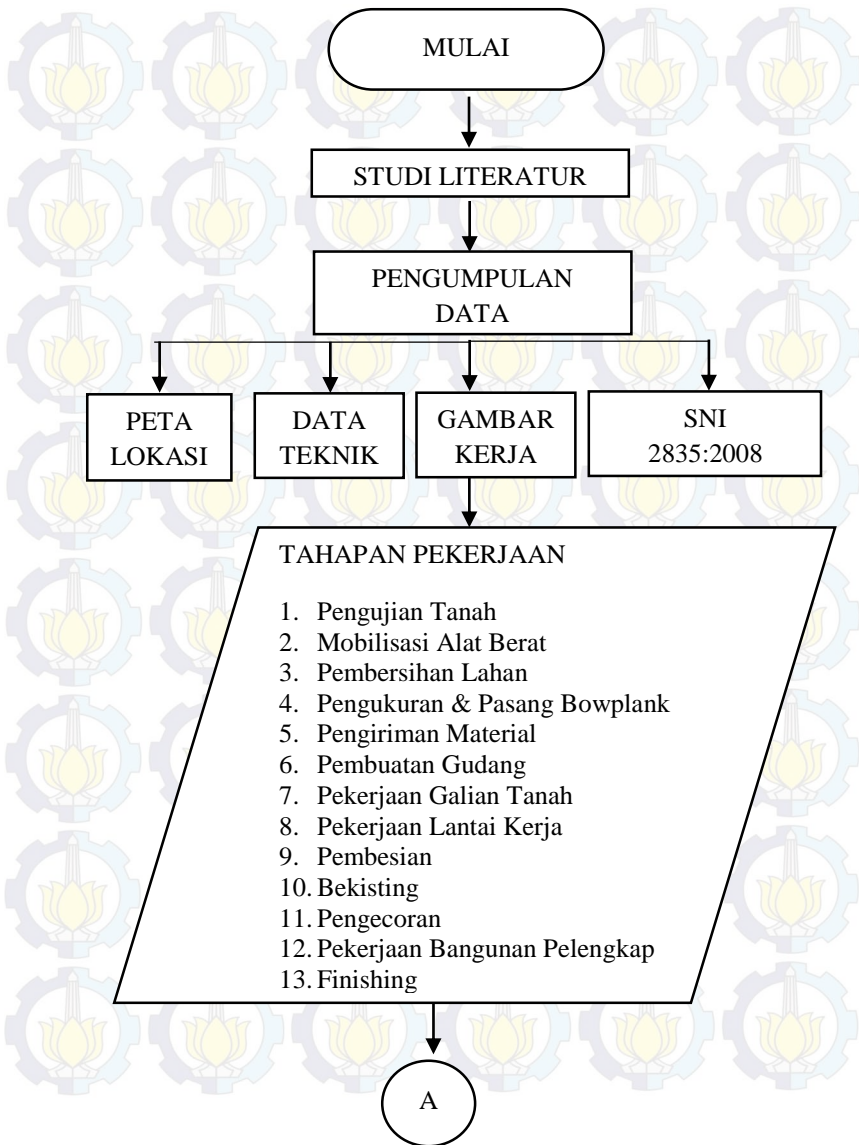 MULAI
STUDI LITERATUR
PENGUMPULAN
DATA
PETA
LOKASI
DATA
TEKNIK
GAMBAR
KERJA
SNI
2835:2008
TAHAPAN PEKERJAAN
1. Pengujian Tanah
2. Mobilisasi Alat Berat
3. Pembersihan Lahan
4. Pengukuran & Pasang Bowplank
5. Pengiriman Material
6. Pembuatan Gudang
7. Pekerjaan Galian Tanah
8. Pekerjaan Lantai Kerja
9. Pembesian
10. Bekisting
11. Pengecoran
12. Pekerjaan Bangunan Pelengkap
13. Finishing
A